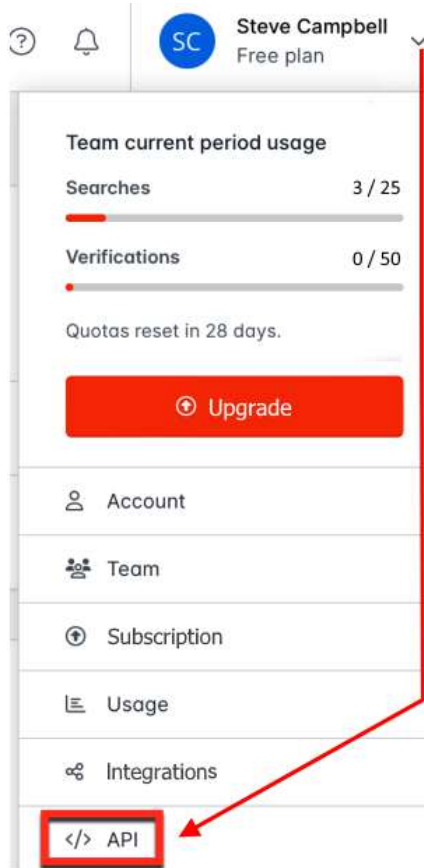 SC
Steve Campbell
Free plan
Team current period usage
Searches 3 / 25
Verifications 0 / 50
Quotas reset in 28 days.
Upgrade
Account
Team
Subscription
Usage
Integrations
</> API